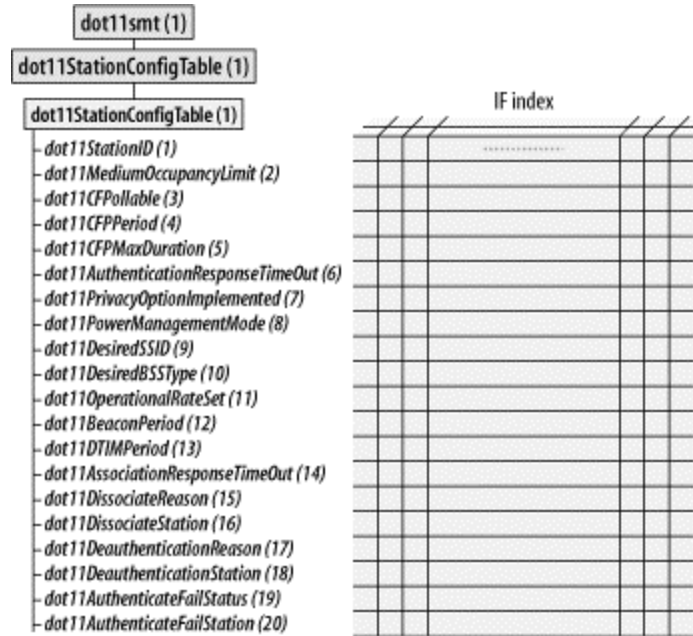 dot11smt (1)
dot11StationConfigTable (1)
dot11StationConfigTable (1)
IF index
dot11StationID (1)
dot11MediumOccupancyLimit (2)
dot11CFPollable (3)
dot11CFPPeriod (4)
dot11CFPMaxDuration (5)
dot11AuthenticationResponseTimeOut (6)
dot11PrivacyOptionImplemented (7)
dot11PowerManagementMode (8)
dot11DesiredSSID (9)
dot11DesiredBSSType (10)
dot11OperationalRateSet (11)
dot11BeaconPeriod (12)
dot11DTIMPeriod (13)
dot11AssociationResponseTimeOut (14)
dot11DissociateReason (15)
dot11DissociateStation (16)
dot11DeauthenticationReason (17)
dot11DeauthenticationStation (18)
dot11AuthenticateFailStatus (19)
dot11AuthenticateFailStation (20)